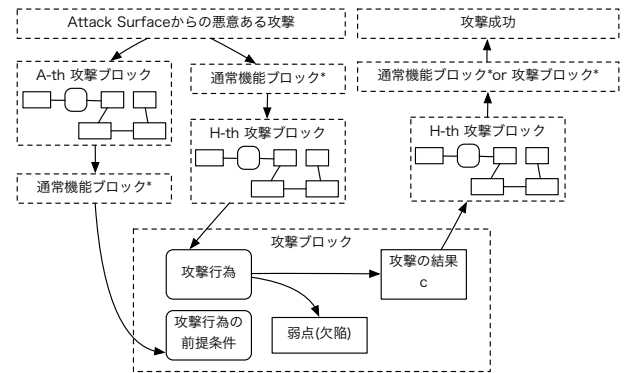 Attack Surfaceからの悪意ある攻撃
攻撃成功
A-th 攻撃ブロック
通常機能ブロック*
通常機能ブロック*or 攻撃ブロック*
H-th 攻撃ブロック
H-th 攻撃ブロック
通常機能ブロック*
攻撃ブロック
攻撃行為
攻撃の結果
c
攻撃行為の
前提条件
弱点(欠陥)